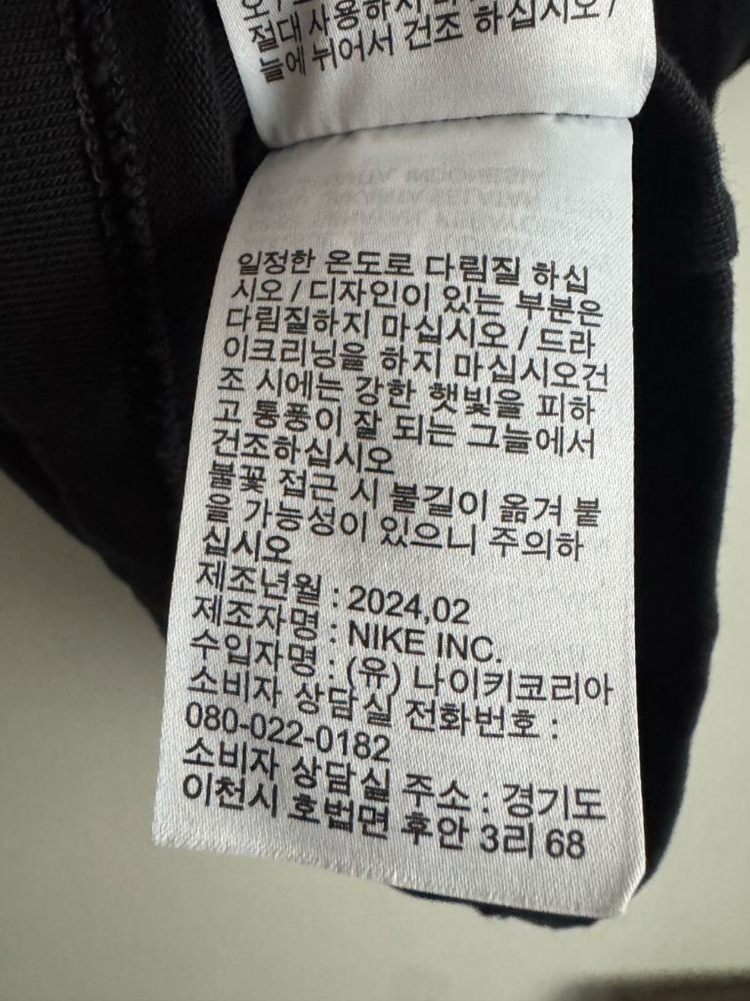 절대 사용하지
늘에 뉘어서 건조 하십시오 /
일정한 온도로 다림질 하십
시오 / 디자인이 있는 부분은
다림질하지 마십시오 / 드라
이크리닝을 하지 마십시오건
조 시에는 강한 햇빛을 피하
고 통풍이 잘 되는 그늘에서
건조하십시오
불꽃 접근 시 불길이 옮겨 붙
을 가능성이 있으니 주의하
십시오
제조년월 : 2024,02
제조자명 : NIKE INC.
수입자명 : (유) 나이키코리아
소비자 상담실 전화번호 :
080-022-0182
소비자 상담실 주소 : 경기도
이천시 호법면 후안 3리 68